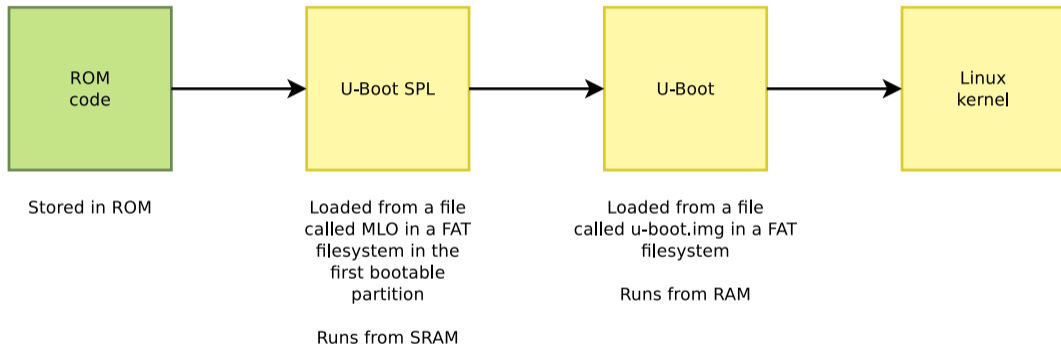 ROM
code
U-Boot SPL
U-Boot
Linux
kernel
Stored in ROM
Loaded from a file
called MLO in a FAT
filesystem in the
first bootable
partition
Runs from SRAM
Loaded from a file
called u-boot.img in a FAT
filesystem
Runs from RAM